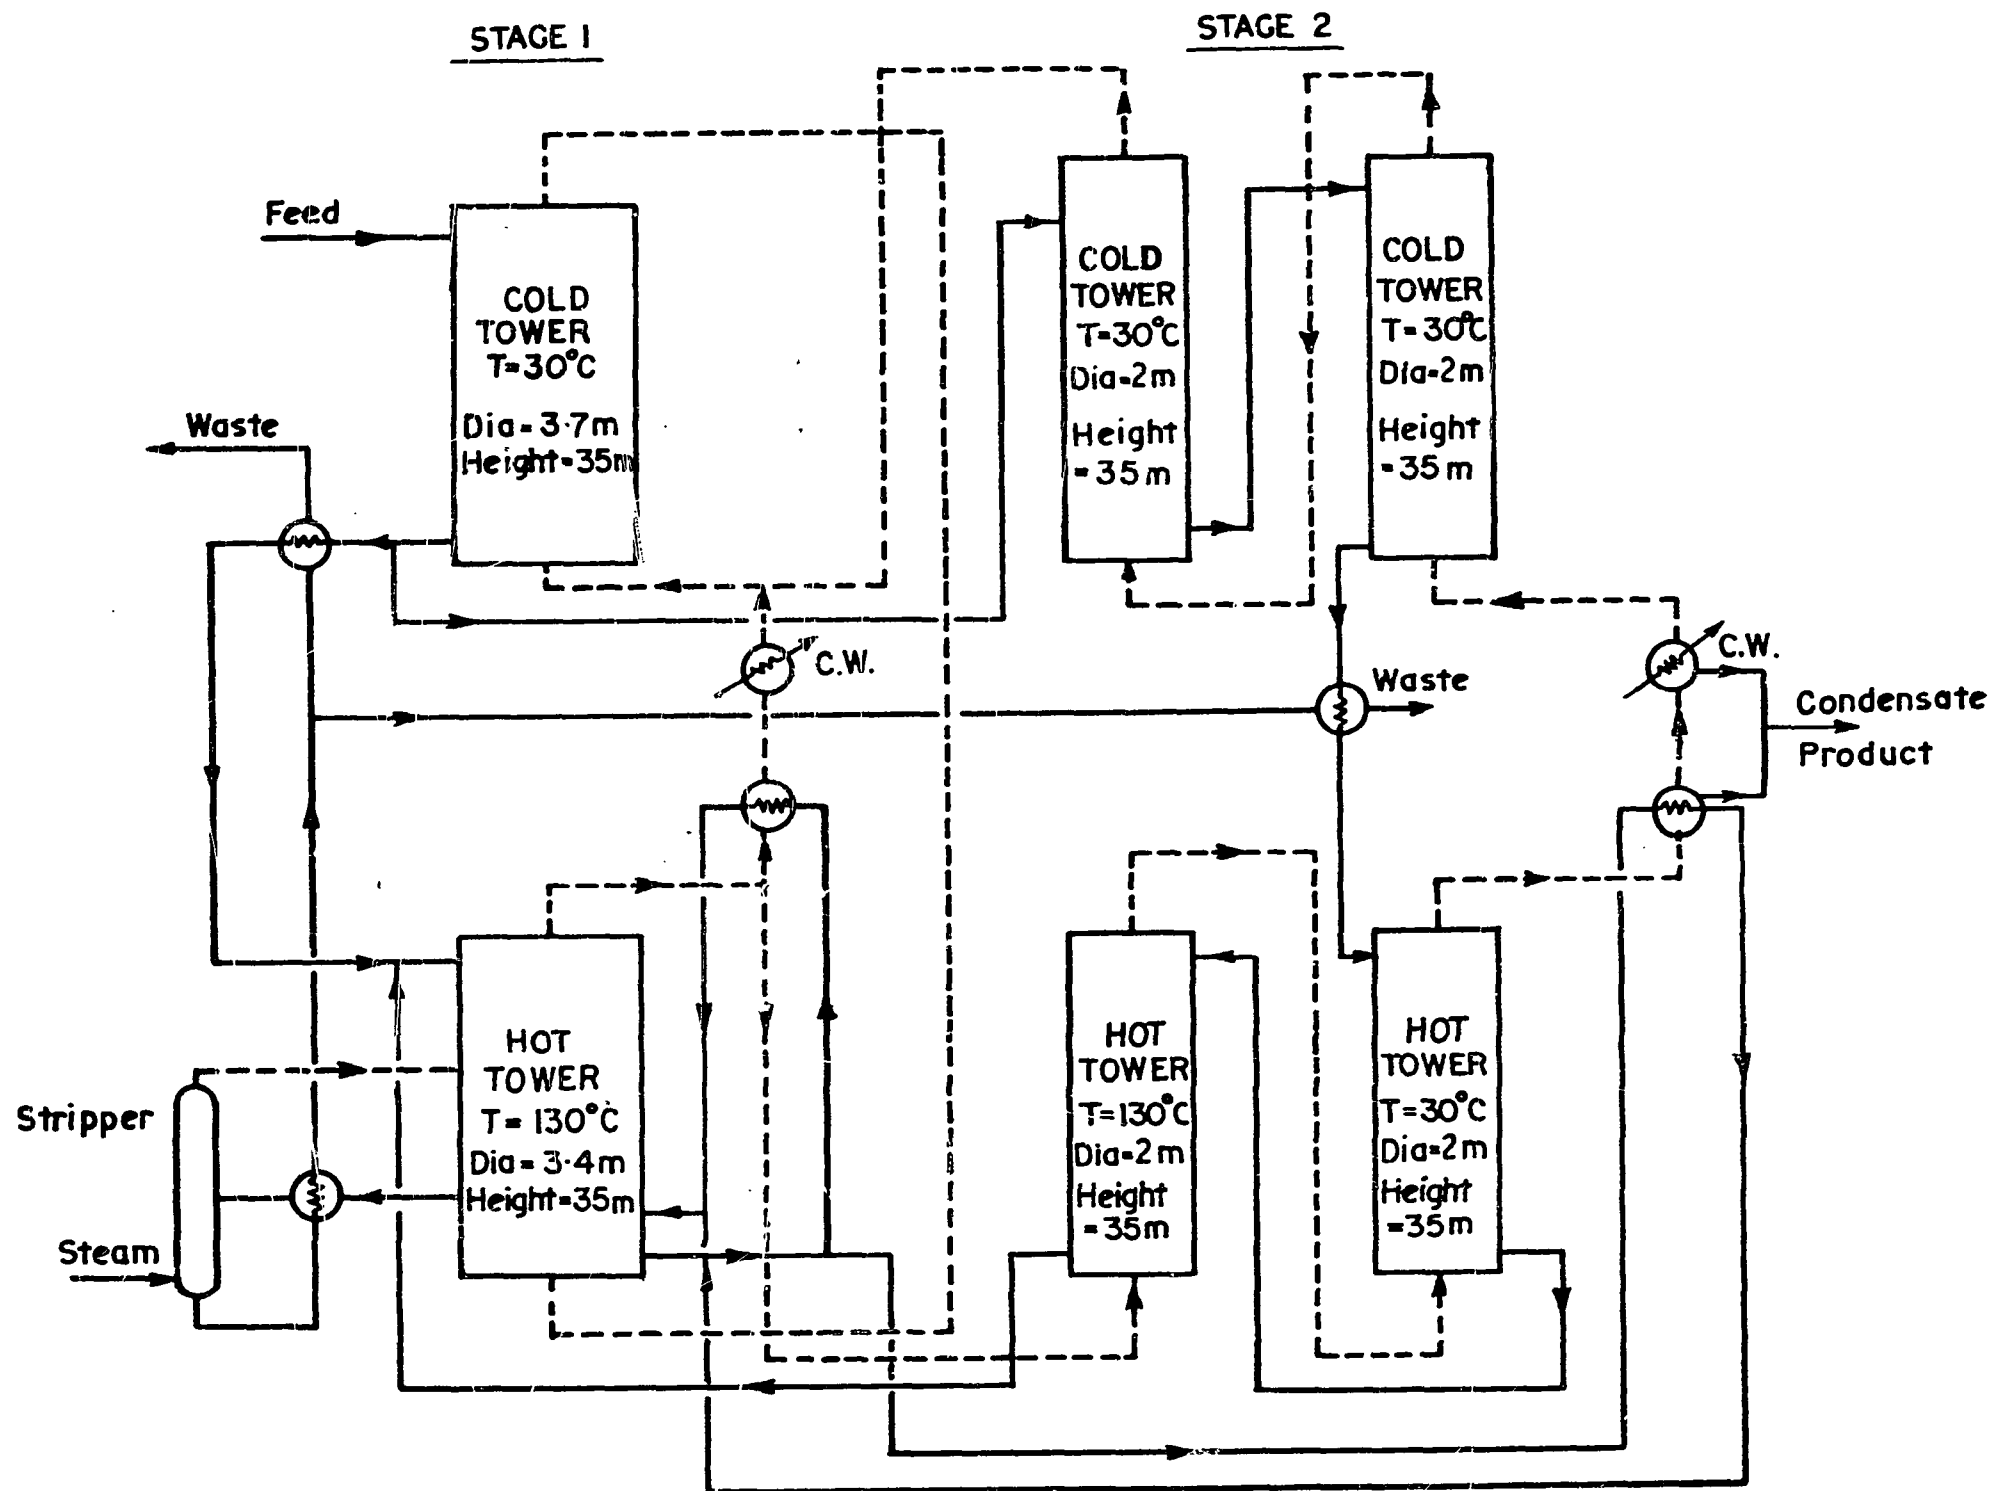 STAGE 1
STAGE 2
Feed
COLD
TOWER
T=30°C
Dia=3·7m
Height=35m
Waste
COLD
TOWER
T=30°C
Dia=2m
Height
=35m
COLD
TOWER
T=30°C
Dia=2m
Height
=35m
C.W.
Waste
C.W.
Condensate
Product
Stripper
Steam
HOT
TOWER
T=130°C
Dia=3·4m
Height=35m
HOT
TOWER
T=130°C
Dia=2m
Height
=35m
HOT
TOWER
T=30°C
Dia=2m
Height
=35m